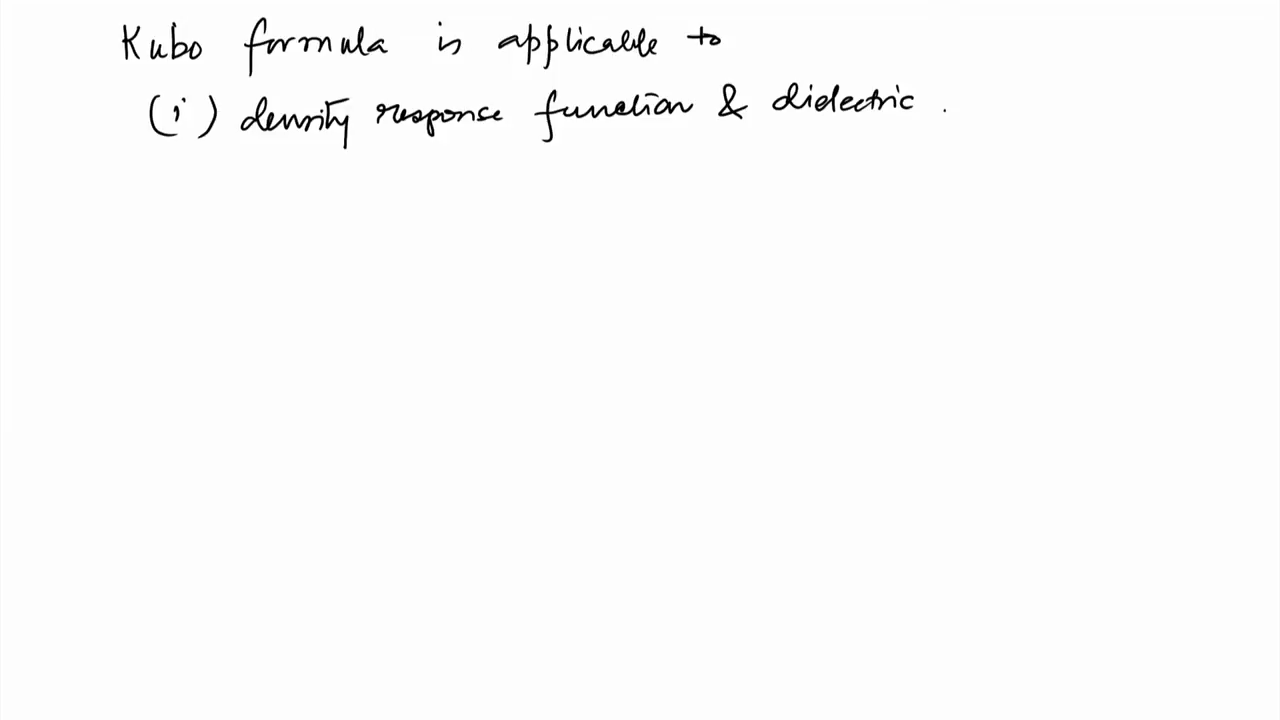 Kubo formula is applicable to
(i) density response function & dielectric